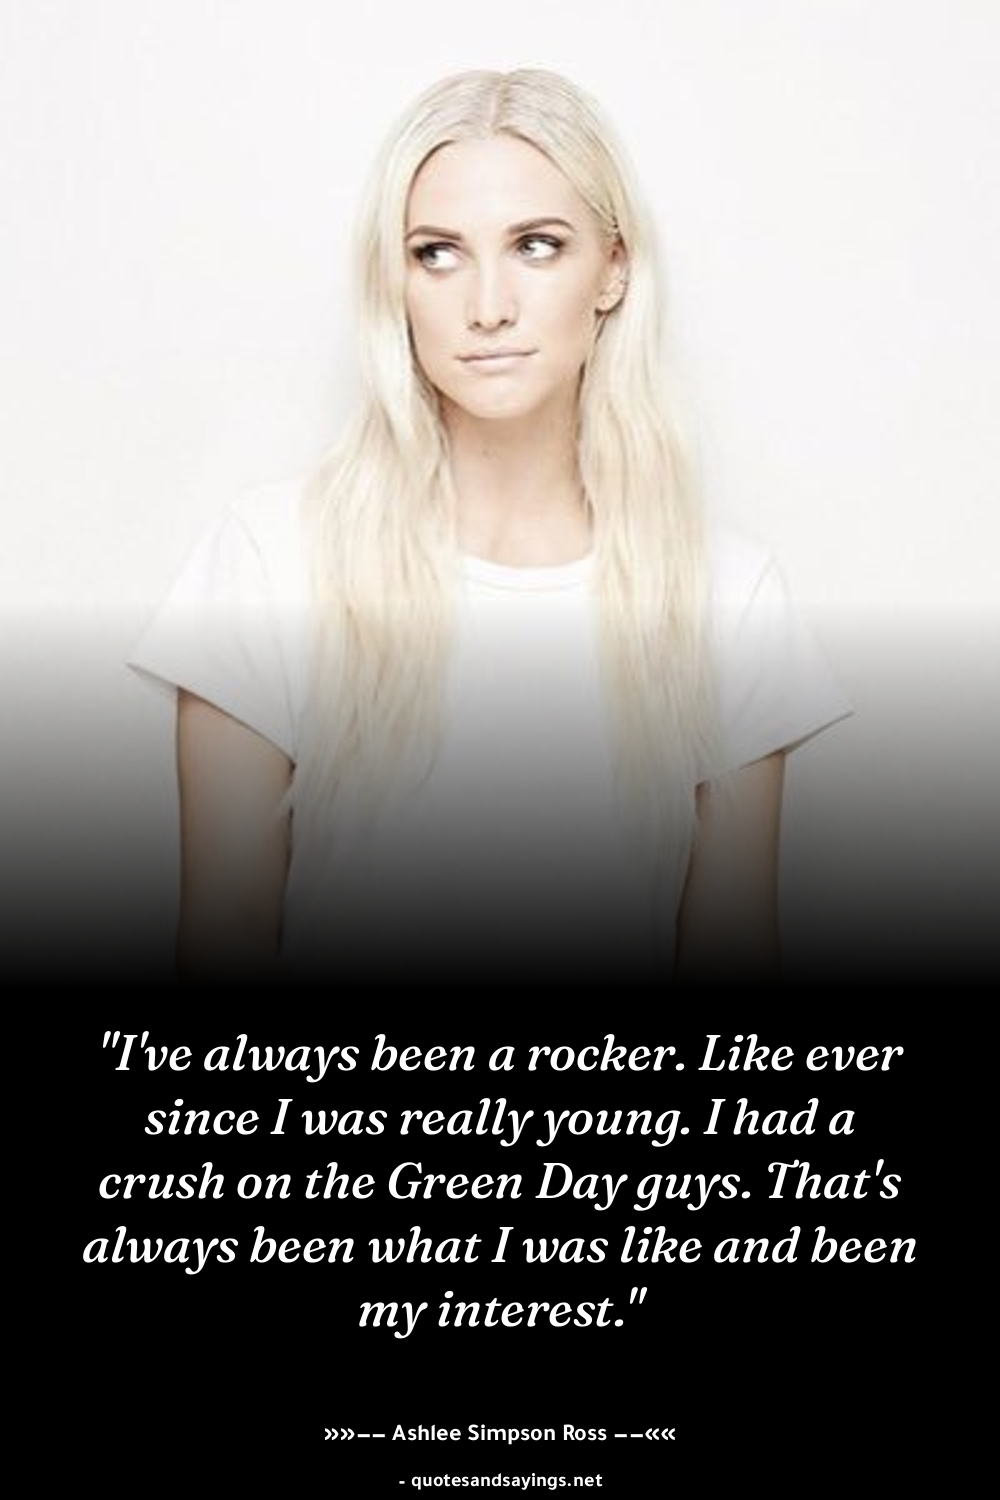 "I've always been a rocker. Like ever
since I was really young. I had a
crush on the Green Day guys. That's
always been what I was like and been
my interest."
»»−− Ashlee Simpson Ross −−««
- quotesandsayings.net